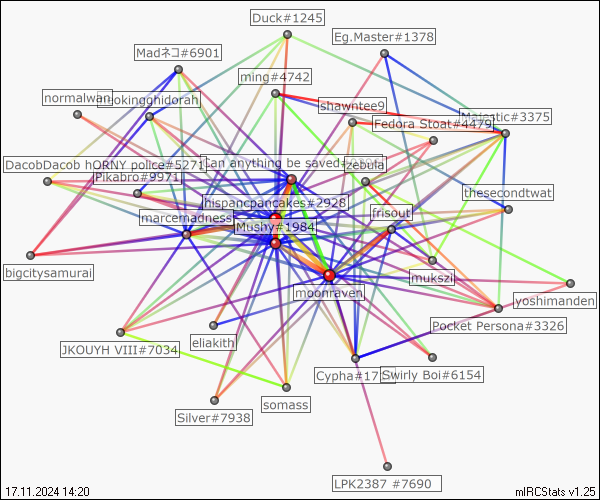 Duck#1245
Eg.Master#1378
Madネコ#6901
ming#4742
normalwan
shawntee9
Majestic#3375
Fedora Stoat#4479
DacobDacob hORNY police#5271
an anything be saved
zebula
Pikabro#9971
thesecondtwat
hispancpancakes#2928
marcemadness
frisout
Mushy#1984
bigcitysamurai
mukszi
moonraven
yoshimanden
Pocket Persona#3326
eliakith
JKOUYH VIII#7034
Cypha#17
Swirly Boi#6154
somass
Silver#7938
LPK2387 #7690
17.11.2024 14:20
mIRCStats v1.25